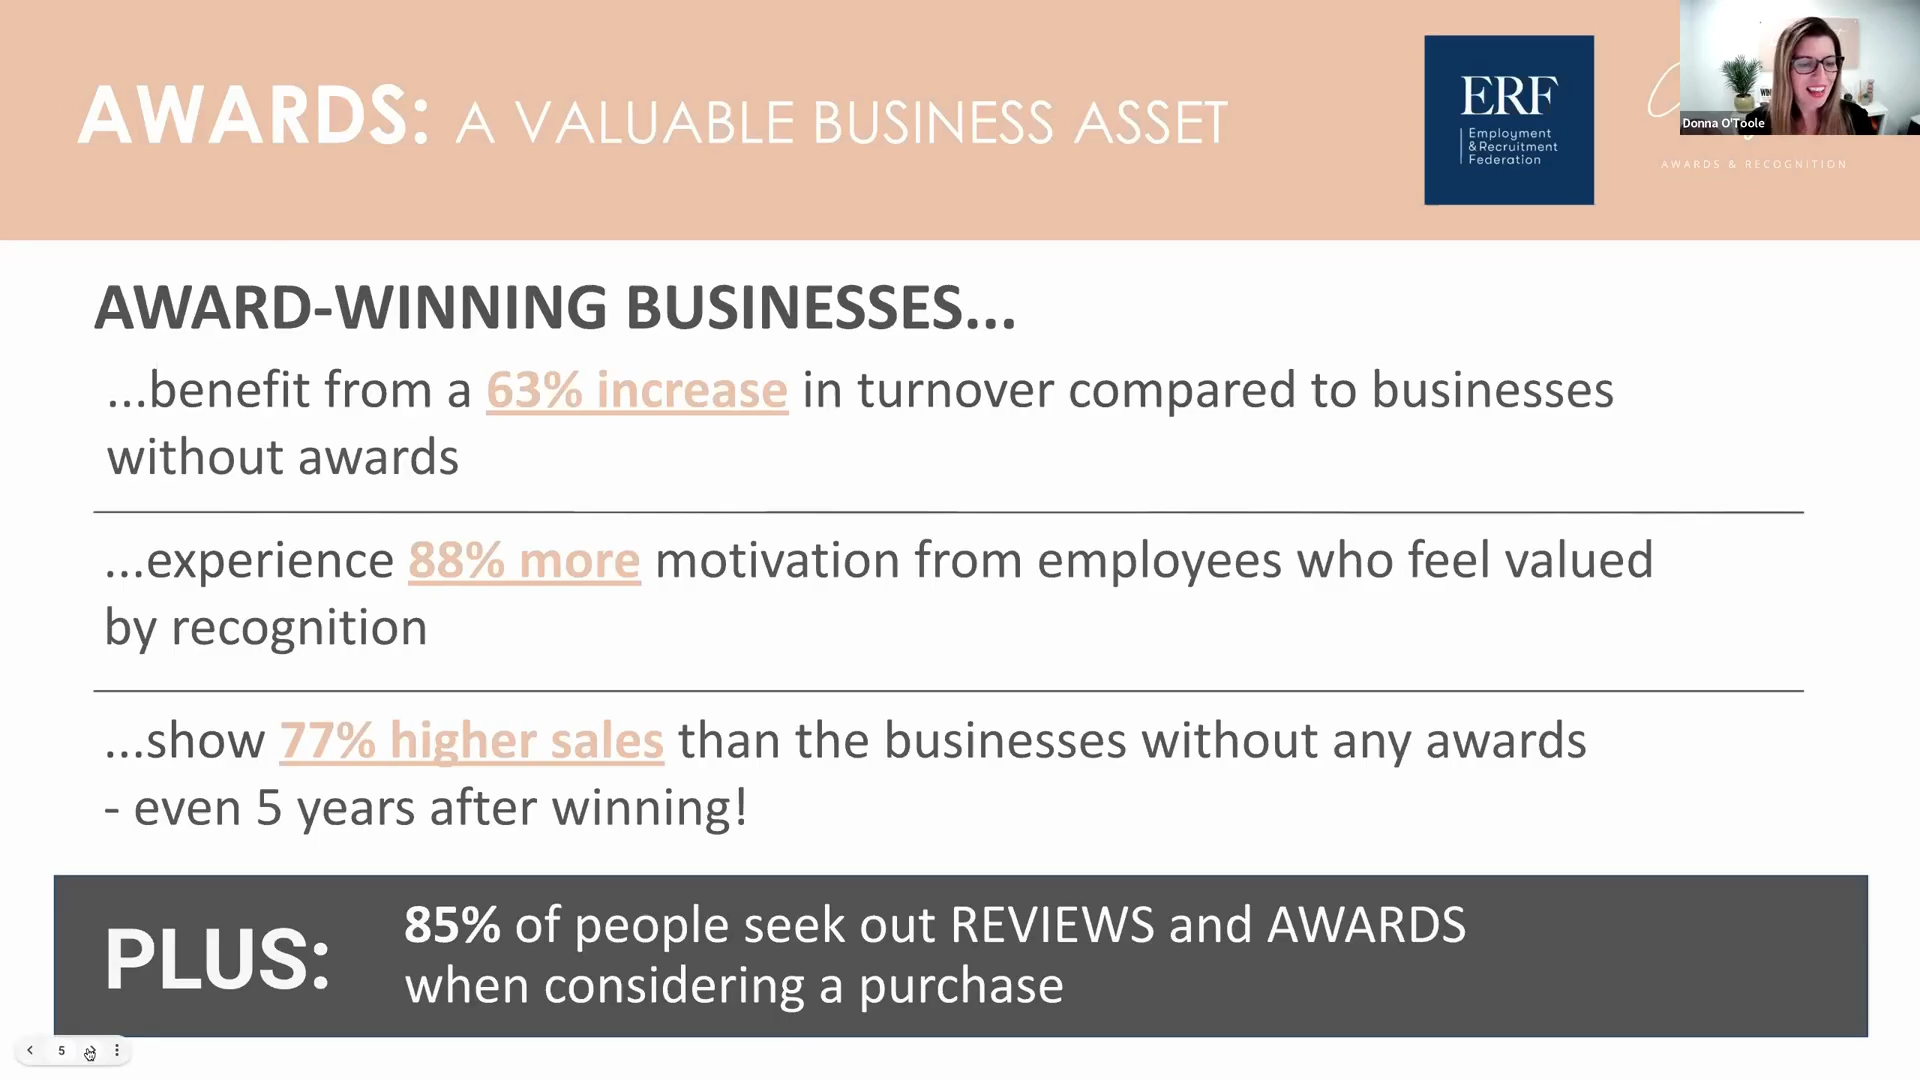 AWARDS: A VALUABLE BUSINESS ASSET
ERF
Employment
& Recruitment
Federation
Donna O'Toole
AWARDS & RECOGNITION
AWARD-WINNING BUSINESSES...
...benefit from a 63% increase in turnover compared to businesses
without awards
...experience 88% more motivation from employees who feel valued
by recognition
...show 77% higher sales than the businesses without any awards
- even 5 years after winning!
PLUS:
85% of people seek out REVIEWS and AWARDS
when considering a purchase
5